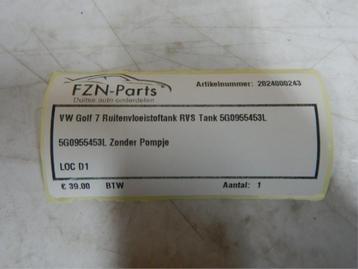 FZN-Parts
Duitse auto onderdelen
Artikelnummer: 2024000243
VW Golf 7 Ruitenvloeistoftank RVS Tank 5G0955453L
5G0955453L Zonder Pompje
LOC D1
€ 39.00 BTW Aantal: 1